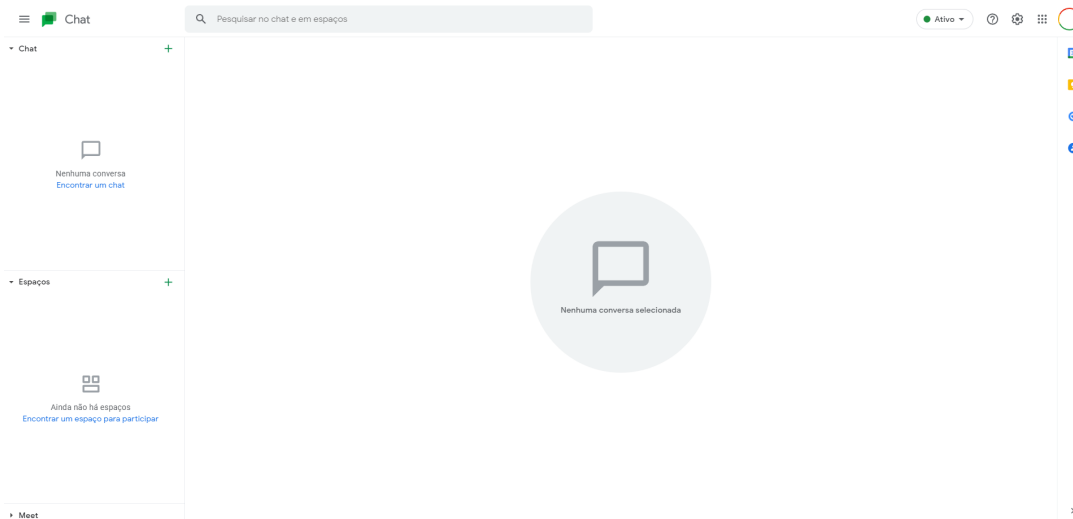 Chat
Pesquisar no chat e em espaços
Ativo
Chat
Nenhuma conversa
Encontrar um chat
Espaços
Ainda não há espaços
Encontrar um espaço para participar
Meet
Nenhuma conversa selecionada